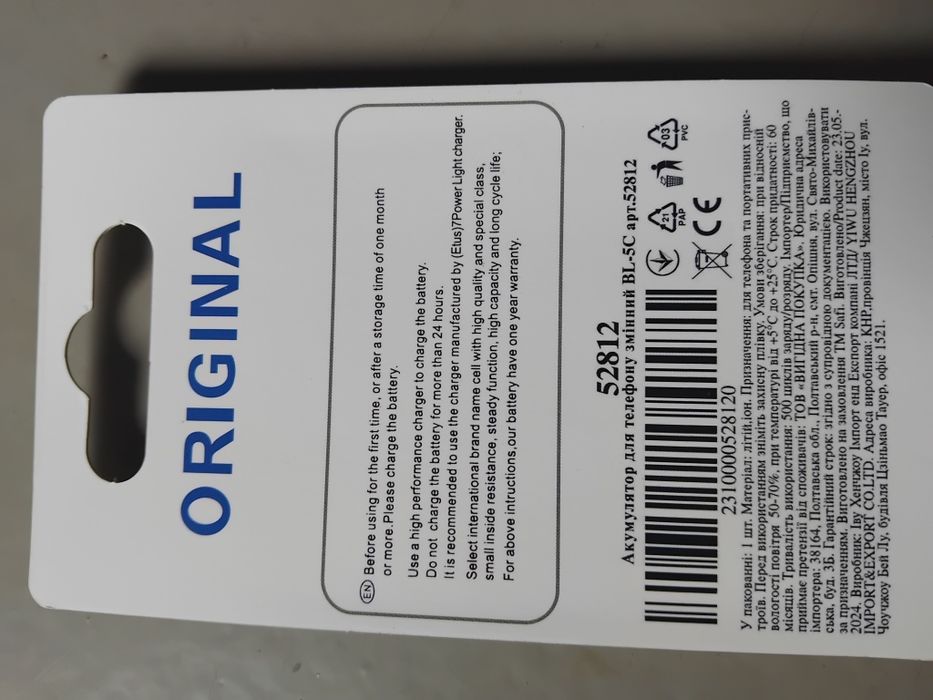 ORIGINAL
EN Before using for the first time, or after a storage time of one month
or more.Please charge the battery.
Use a high performance charger to charge the battery.
Do not charge the battery for more than 24 hours.
It is recommended to use the charger manufactured by (Etus)7Power Light charger.
Select international brand name cell with high quality and special class,
small inside resistance, steady function, high capacity and long cycle life;
For above intructions,our battery have one year warranty.
52812
Акумулятор для телефону змінний BL-5C арт.52812
21
PAP
03
PVC
CE
2310000528120
У пакованні: 1 шт. Матеріал: літій.іон. Призначення: для телефона та портативних прис-
троїв. Перед використанням зніміть захисну плівку. Умови зберігання: при відносній
вологості повітря 50-70%, при температурі від +5°С до +25°С. Строк придатності: 60
місяців. Тривалість використання: 500 циклів заряду/розряду. Імпортер/Підприємство, що
приймає претензії від споживачів: ТОВ «ВИГІДНА ПОКУПКА». Юридична адреса
імпортера: 38164, Полтавська обл., Полтавський р-н, смт. Опішня, вул. Свято-Михайлів-
ська, буд. 3Б. Гарантійний строк: згідно з супровідною документацією. Використовувати
за призначенням. Виготовлено на замовлення ТМ Safi. Виготовлено/Product date: 23.05.-
2024. Виробник: Іву Хенчжоу Імпорт енд Експорт компані ЛТД/ YIWU HENGZHOU
IMPORT&EXPORT CO.,LTD. Адреса виробника: КНР.провінція Чжецзян, місто Іу, вул.
Чоучжоу Бей Лу, будівля Цзіньмао Тауер, офіс 1521.